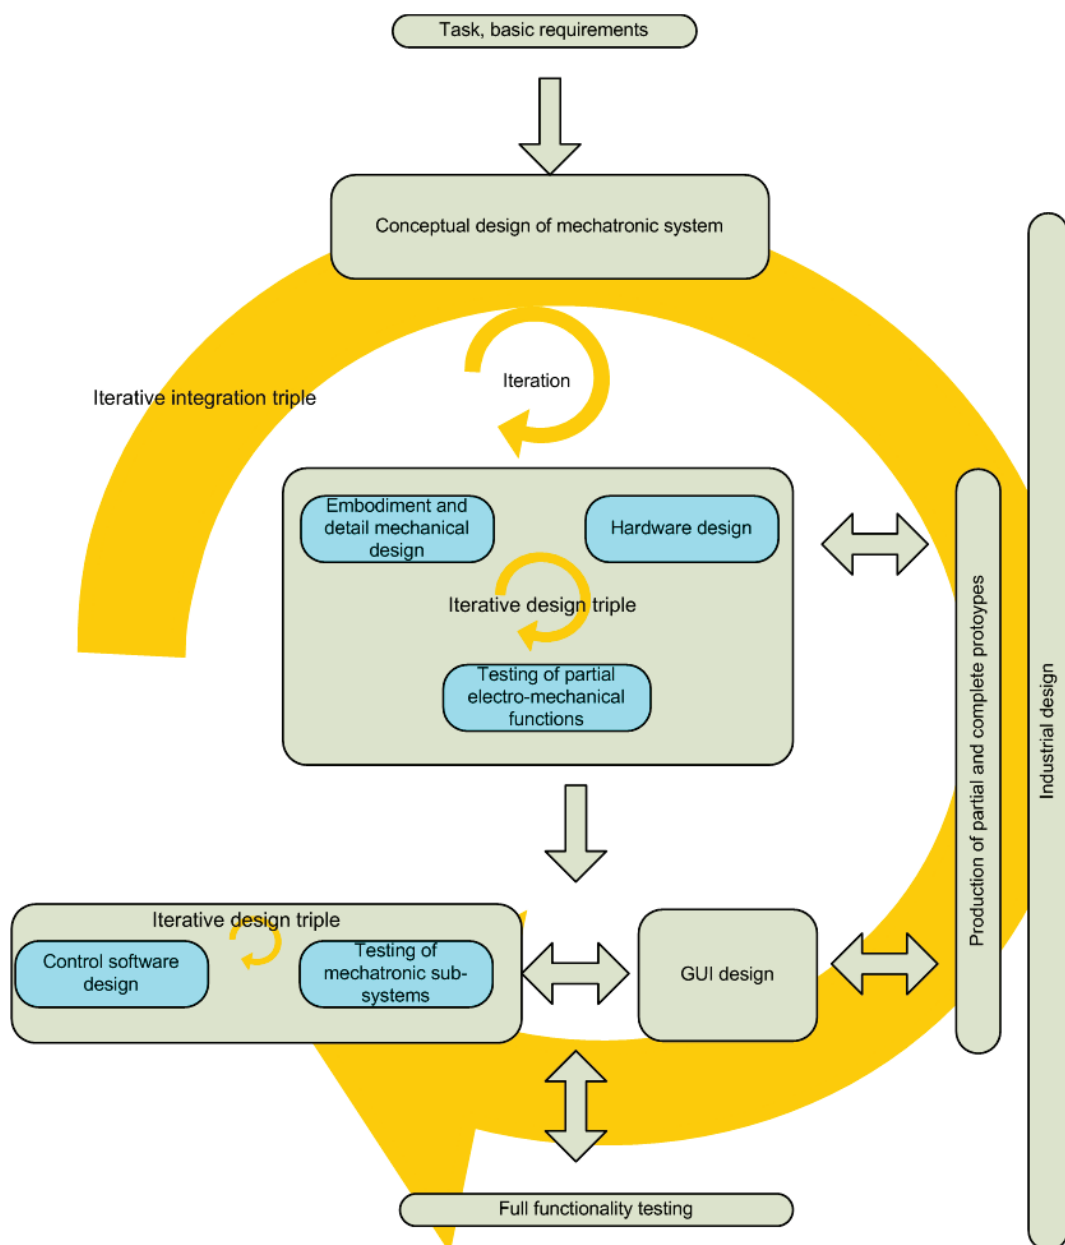 Task, basic requirements
Conceptual design of mechatronic system
Iteration
Iterative integration triple
Embodiment and
detail mechanical
design
Hardware design
Iterative design triple
Testing of partial
electro-mechanical
functions
Production of partial and complete protoypes
Industrial design
Iterative design triple
Control software
design
Testing of
mechatronic sub-
systems
GUI design
Full functionality testing